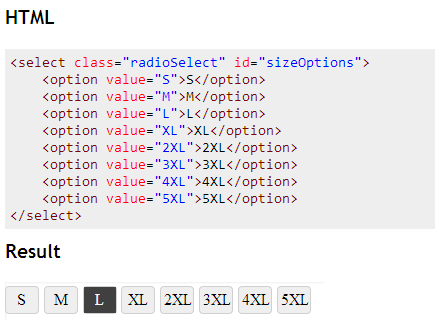 HTML
<select class="radioSelect" id="sizeOptions">
    <option value="S">S</option>
    <option value="M">M</option>
    <option value="L">L</option>
    <option value="XL">XL</option>
    <option value="2XL">2XL</option>
    <option value="3XL">3XL</option>
    <option value="4XL">4XL</option>
    <option value="5XL">5XL</option>
</select>
Result
S M L XL 2XL 3XL 4XL 5XL